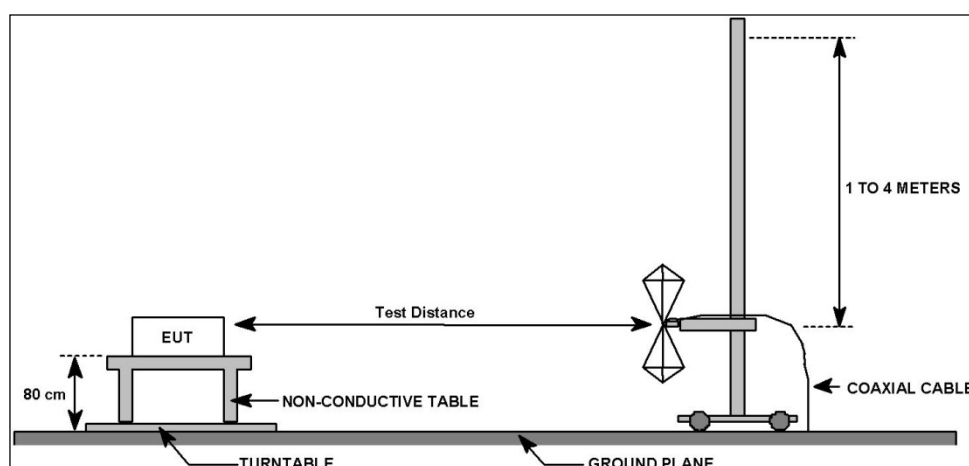 1 TO 4 METERS
Test Distance
EUT
80 cm
NON-CONDUCTIVE TABLE
COAXIAL CABLE
TURNTABLE
GROUND PLANE